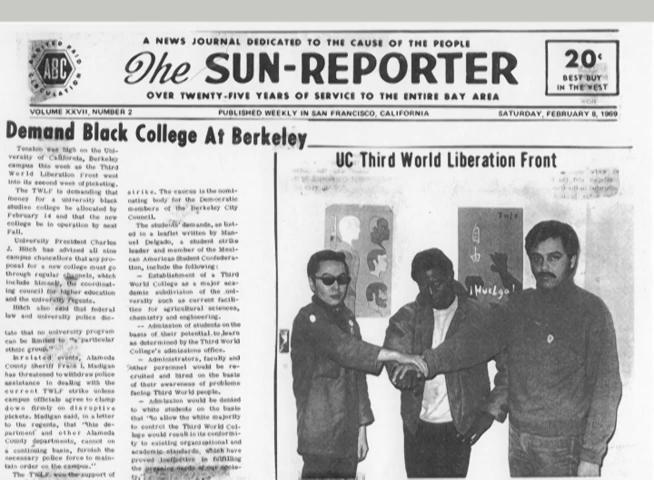 AUDITED PAID
ABC
CIRCULATION
A NEWS JOURNAL DEDICATED TO THE CAUSE OF THE PEOPLE
The SUN-REPORTER
OVER TWENTY-FIVE YEARS OF SERVICE TO THE ENTIRE BAY AREA
20¢
BEST BUY
IN THE WEST
VOLUME XXVII, NUMBER 2
PUBLISHED WEEKLY IN SAN FRANCISCO, CALIFORNIA
SATURDAY, FEBRUARY 8, 1969
Demand Black College At Berkeley
Tension was high on the Uni-
versity of California, Berkeley
campus this week as the Third
World Liberation Front went
into its second week of picketing.
The TWLF is demanding that
money for a university black
studies college be allocated by
February 14 and that the new
college be in operation by next
Fall.
University President Charles
J. Hitch has advised all nine
campus chancellors that any pro-
posal for a new college must go
through regular channels, which
include himself, the coordinat-
ing council for higher education
and the university regents.
Hitch also said that federal
law and university police dic-
tate that no university program
can be limited to "a particular
ethnic group."
In related events, Alameda
County Sheriff Frank I. Madigan
has threatened to withdraw police
assistance in dealing with the
current TWLF strike unless
campus officials agree to clamp
down firmly on disruptive
pickets. Madigan said, in a letter
to the regents, that "this de-
partment and other Alameda
County departments, cannot on
a continuing basis, furnish the
necessary police force to main-
tain order on the campus."
The TWLF won the support of
strike. The caucus is the nomi-
nating body for the Democratic
members of the Berkeley City
Council.
The students' demands, as list-
ed in a leaflet written by Man-
uel Delgado, a student strike
leader and member of the Mexi-
can American Student Confedera-
tion, include the following:
— Establishment of a Third
World College as a major aca-
demic subdivision of the uni-
versity such as current facili-
ties for agricultural sciences,
chemistry and engineering.
— Admission of students on the
basis of their potential to learn
as determined by the Third World
College's admissions office.
— Administrators, faculty and
other personnel would be re-
cruited and hired on the basis
of their awareness of problems
facing Third World people.
— Admission would be denied
to white students on the basis
that "to allow the white majority
to control the Third World Col-
lege would result in its conformi-
ty to existing organizational and
academic standards, which have
proved ineffective in fulfilling
the pressing needs of our socie-
UC Third World Liberation Front
¡Huelga!